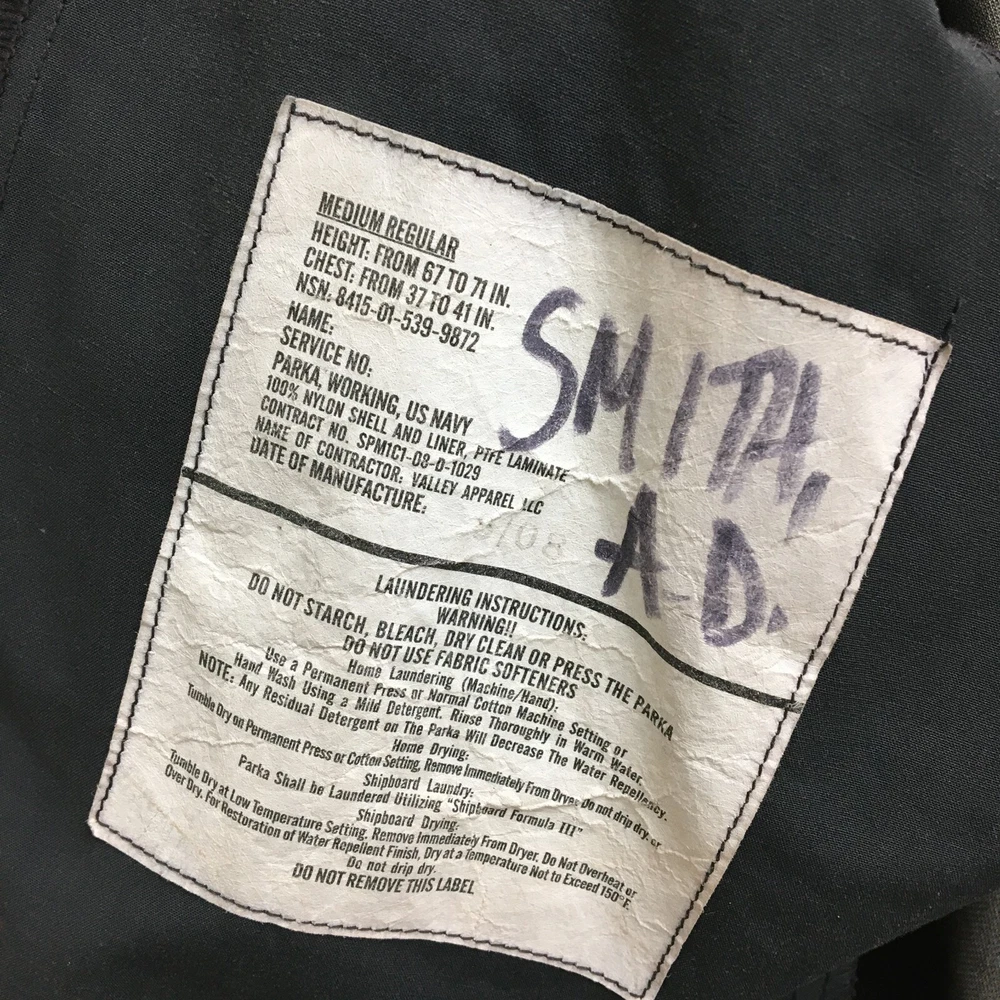 MEDIUM REGULAR
HEIGHT: FROM 67 TO 71 IN.
CHEST: FROM 37 TO 41 IN.
NSN: 8415-01-539-9872
NAME:
SERVICE NO:
PARKA, WORKING, US NAVY
100% NYLON SHELL AND LINER, PTFE LAMINATE
CONTRACT NO. SPM1C1-08-D-1029
NAME OF CONTRACTOR: VALLEY APPAREL LLC
DATE OF MANUFACTURE: /08
SMITH,
A.D.
LAUNDERING INSTRUCTIONS:
WARNING!!
DO NOT STARCH, BLEACH, DRY CLEAN OR PRESS THE PARKA
DO NOT USE FABRIC SOFTENERS
Home Laundering (Machine/Hand):
Use a Permanent Press or Normal Cotton Machine Setting or
Hand Wash Using a Mild Detergent. Rinse Thoroughly in Warm Water.
NOTE: Any Residual Detergent on The Parka Will Decrease The Water Repellency.
Home Drying:
Tumble Dry on Permanent Press or Cotton Setting, Remove Immediately From Dryer Do not drip dry. or
Shipboard Laundry:
Parka Shall be Laundered Utilizing "Shipboard Formula III"
Shipboard Drying:
Tumble Dry at Low Temperature Setting. Remove Immediately From Dryer, Do Not Overheat or
Over Dry. For Restoration of Water Repellent Finish, Dry at a Temperature Not to Exceed 150°F.
Do not drip dry.
DO NOT REMOVE THIS LABEL